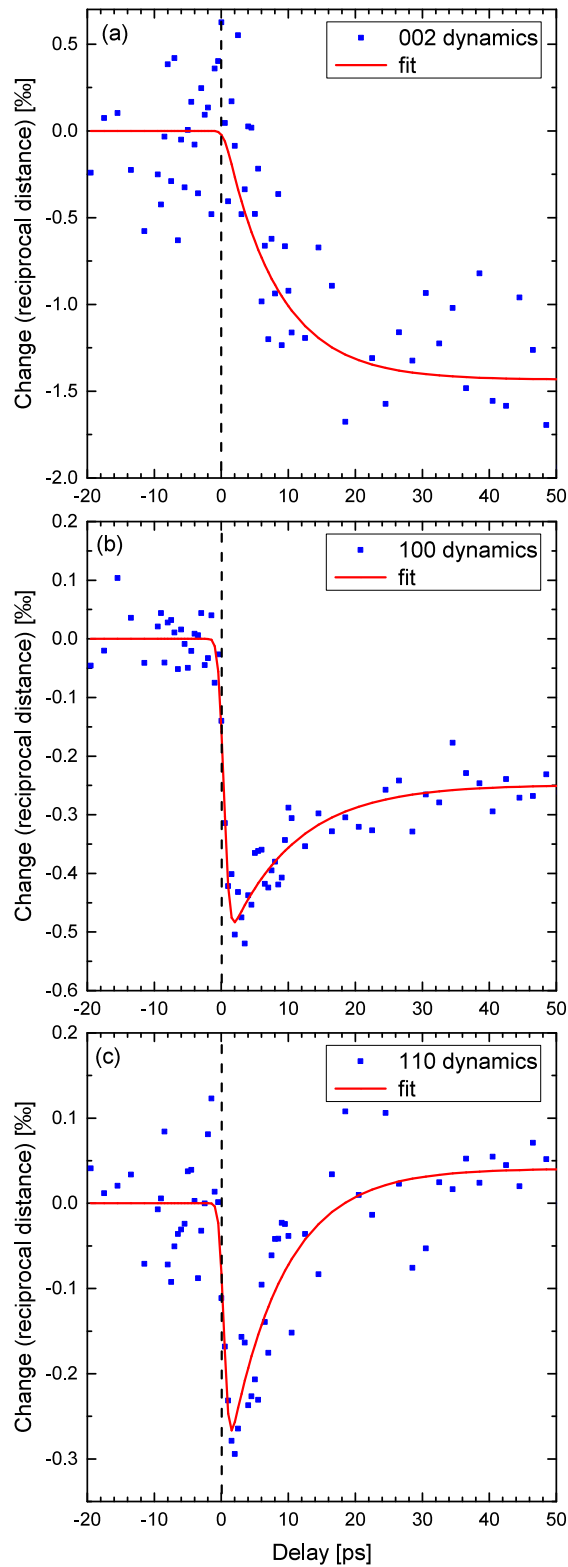 (a)
002 dynamics
fit
Change (reciprocal distance) [‰]
0.5
0.0
-0.5
-1.0
-1.5
-2.0
-20 -10 0 10 20 30 40 50
(b)
100 dynamics
fit
Change (reciprocal distance) [‰]
0.2
0.1
0.0
-0.1
-0.2
-0.3
-0.4
-0.5
-0.6
-20 -10 0 10 20 30 40 50
(c)
110 dynamics
fit
Change (reciprocal distance) [‰]
0.2
0.1
0.0
-0.1
-0.2
-0.3
-20 -10 0 10 20 30 40 50
Delay [ps]